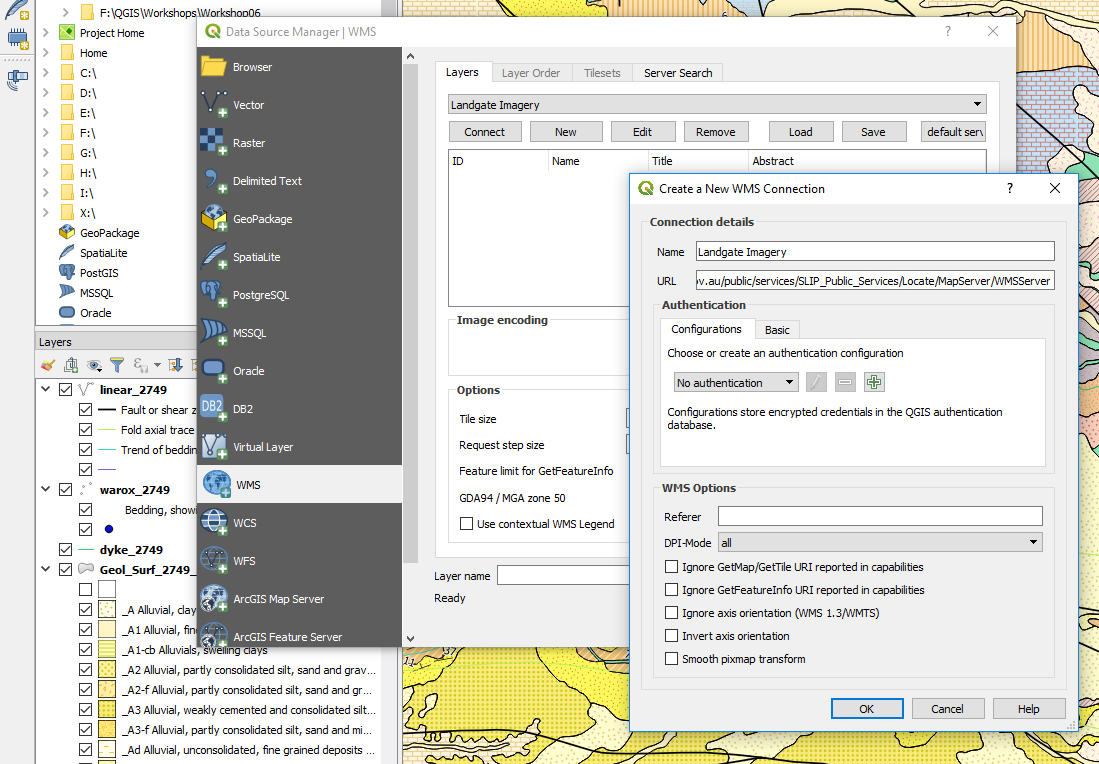 F:\QGIS\Workshops\Workshop06
Project Home
Home
C:\
D:\
E:\
F:\
G:\
H:\
I:\
X:\
GeoPackage
SpatiaLite
PostGIS
MSSQL
Oracle
Layers
linear_2749
Fault or shear z
Fold axial trace
Trend of beddin
warox_2749
Bedding, showi
dyke_2749
Geol_Surf_2749_
_A Alluvial, clay
_A1 Alluvial, fine
_A1-cb Alluvials, swelling clays
_A2 Alluvial, partly consolidated silt, sand and grav...
_A2-f Alluvial, partly consolidated silt, sand and gr...
_A3 Alluvial, weakly cemented and consolidated silt...
_A3-f Alluvial, partly consolidated silt, sand and mi...
_Ad Alluvial, unconsolidated, fine grained deposits ...
Data Source Manager | WMS
?
Browser
Vector
Raster
Delimited Text
GeoPackage
SpatiaLite
PostgreSQL
MSSQL
Oracle
DB2
DB2
Virtual Layer
WMS
WCS
WFS
ArcGIS Map Server
ArcGIS Feature Server
Layers
Layer Order
Tilesets
Server Search
Landgate Imagery
Connect
New
Edit
Remove
Load
Save
default serv
ID
Name
Title
Abstract
Image encoding
Options
Tile size
Request step size
Feature limit for GetFeatureInfo
GDA94 / MGA zone 50
Use contextual WMS Legend
Layer name
Ready
Create a New WMS Connection
?
Connection details
Name
Landgate Imagery
URL
ov.au/public/services/SLIP_Public_Services/Locate/MapServer/WMSServer
Authentication
Configurations
Basic
Choose or create an authentication configuration
No authentication
Configurations store encrypted credentials in the QGIS authentication
database.
WMS Options
Referer
DPI-Mode
all
Ignore GetMap/GetTile URI reported in capabilities
Ignore GetFeatureInfo URI reported in capabilities
Ignore axis orientation (WMS 1.3/WMTS)
Invert axis orientation
Smooth pixmap transform
OK
Cancel
Help
11
37